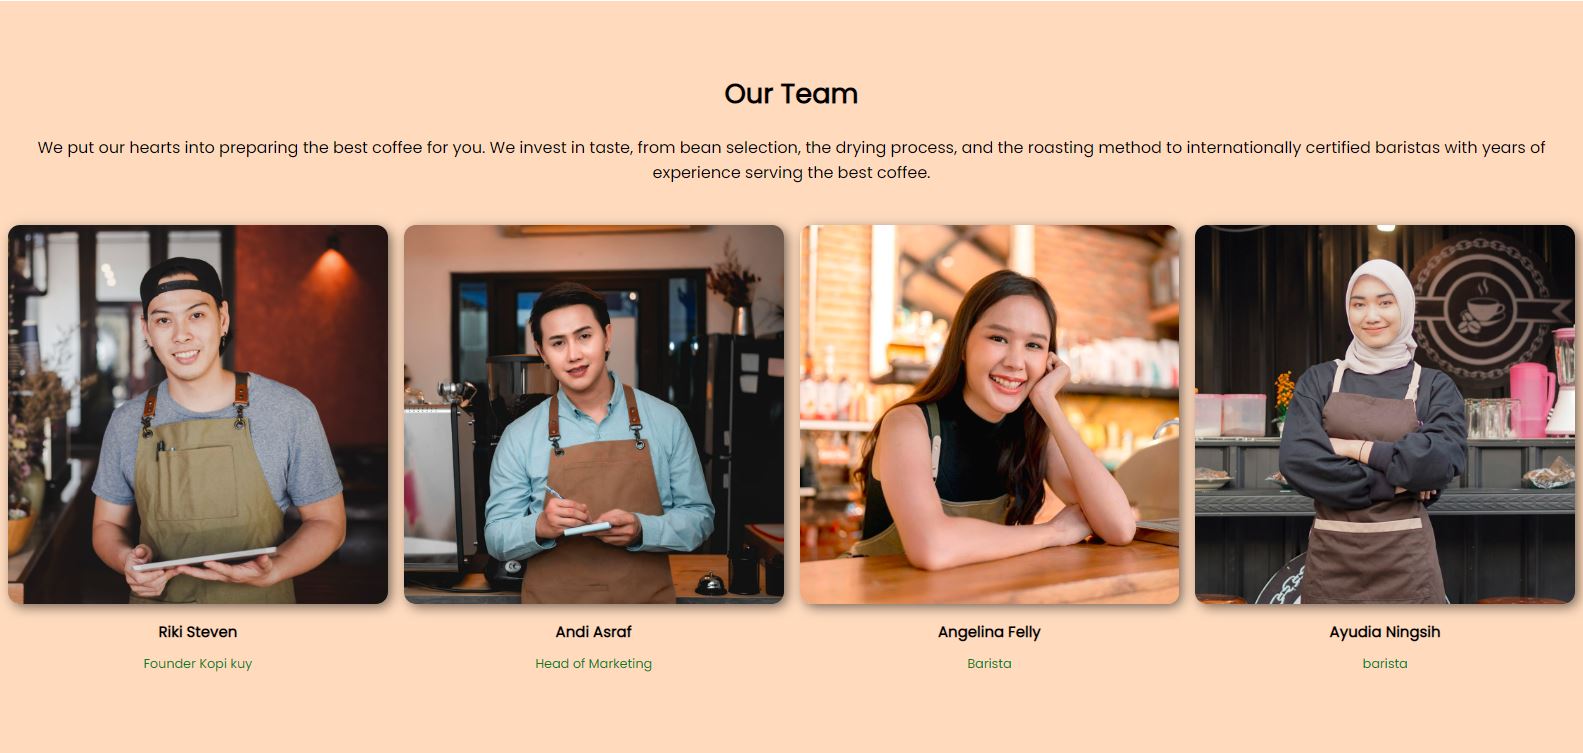 Our Team
We put our hearts into preparing the best coffee for you. We invest in taste, from bean selection, the drying process, and the roasting method to internationally certified baristas with years of
experience serving the best coffee.
Riki Steven
Andi Asraf
Angelina Felly
Ayudia Ningsih
Founder Kopi kuy
Head of Marketing
Barista
barista